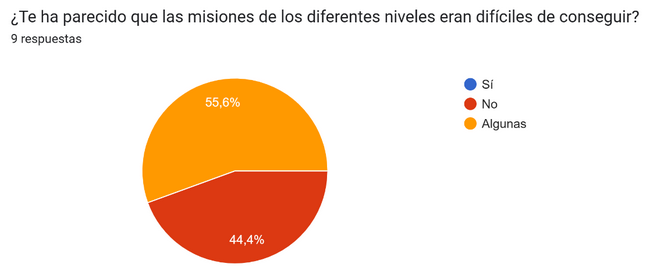 ¿Te ha parecido que las misiones de los diferentes niveles eran difíciles de conseguir?
9 respuestas
55,6%
44,4%
Sí
No
Algunas